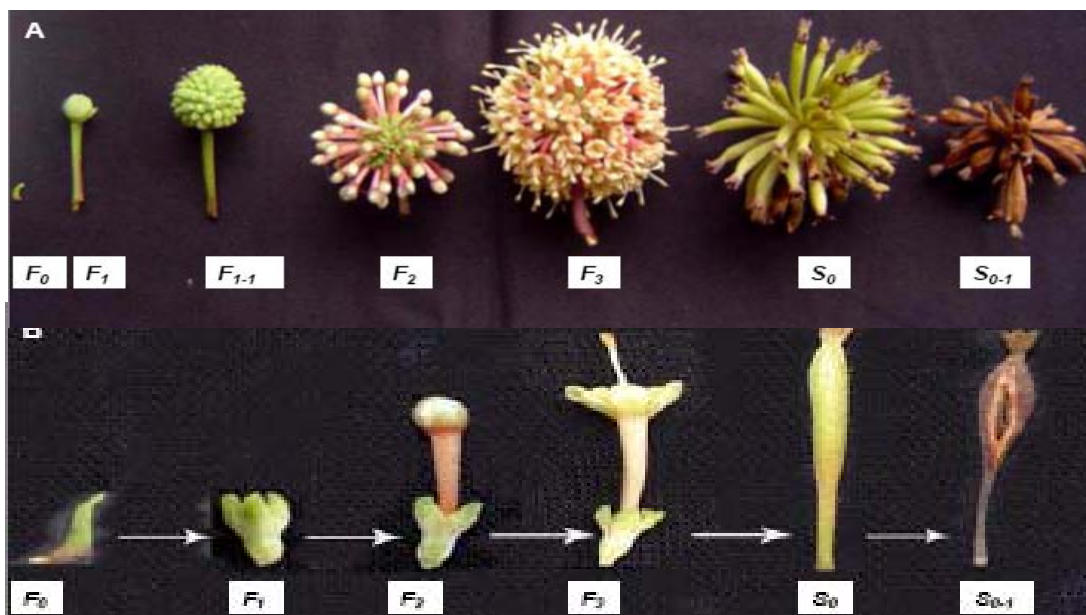 A
F₀ F₁ F₁₋₁ F₂ F₃ S₀ S₀₋₁
B
F₀ F₁ F₂ F₃ S₀ S₀₋₁